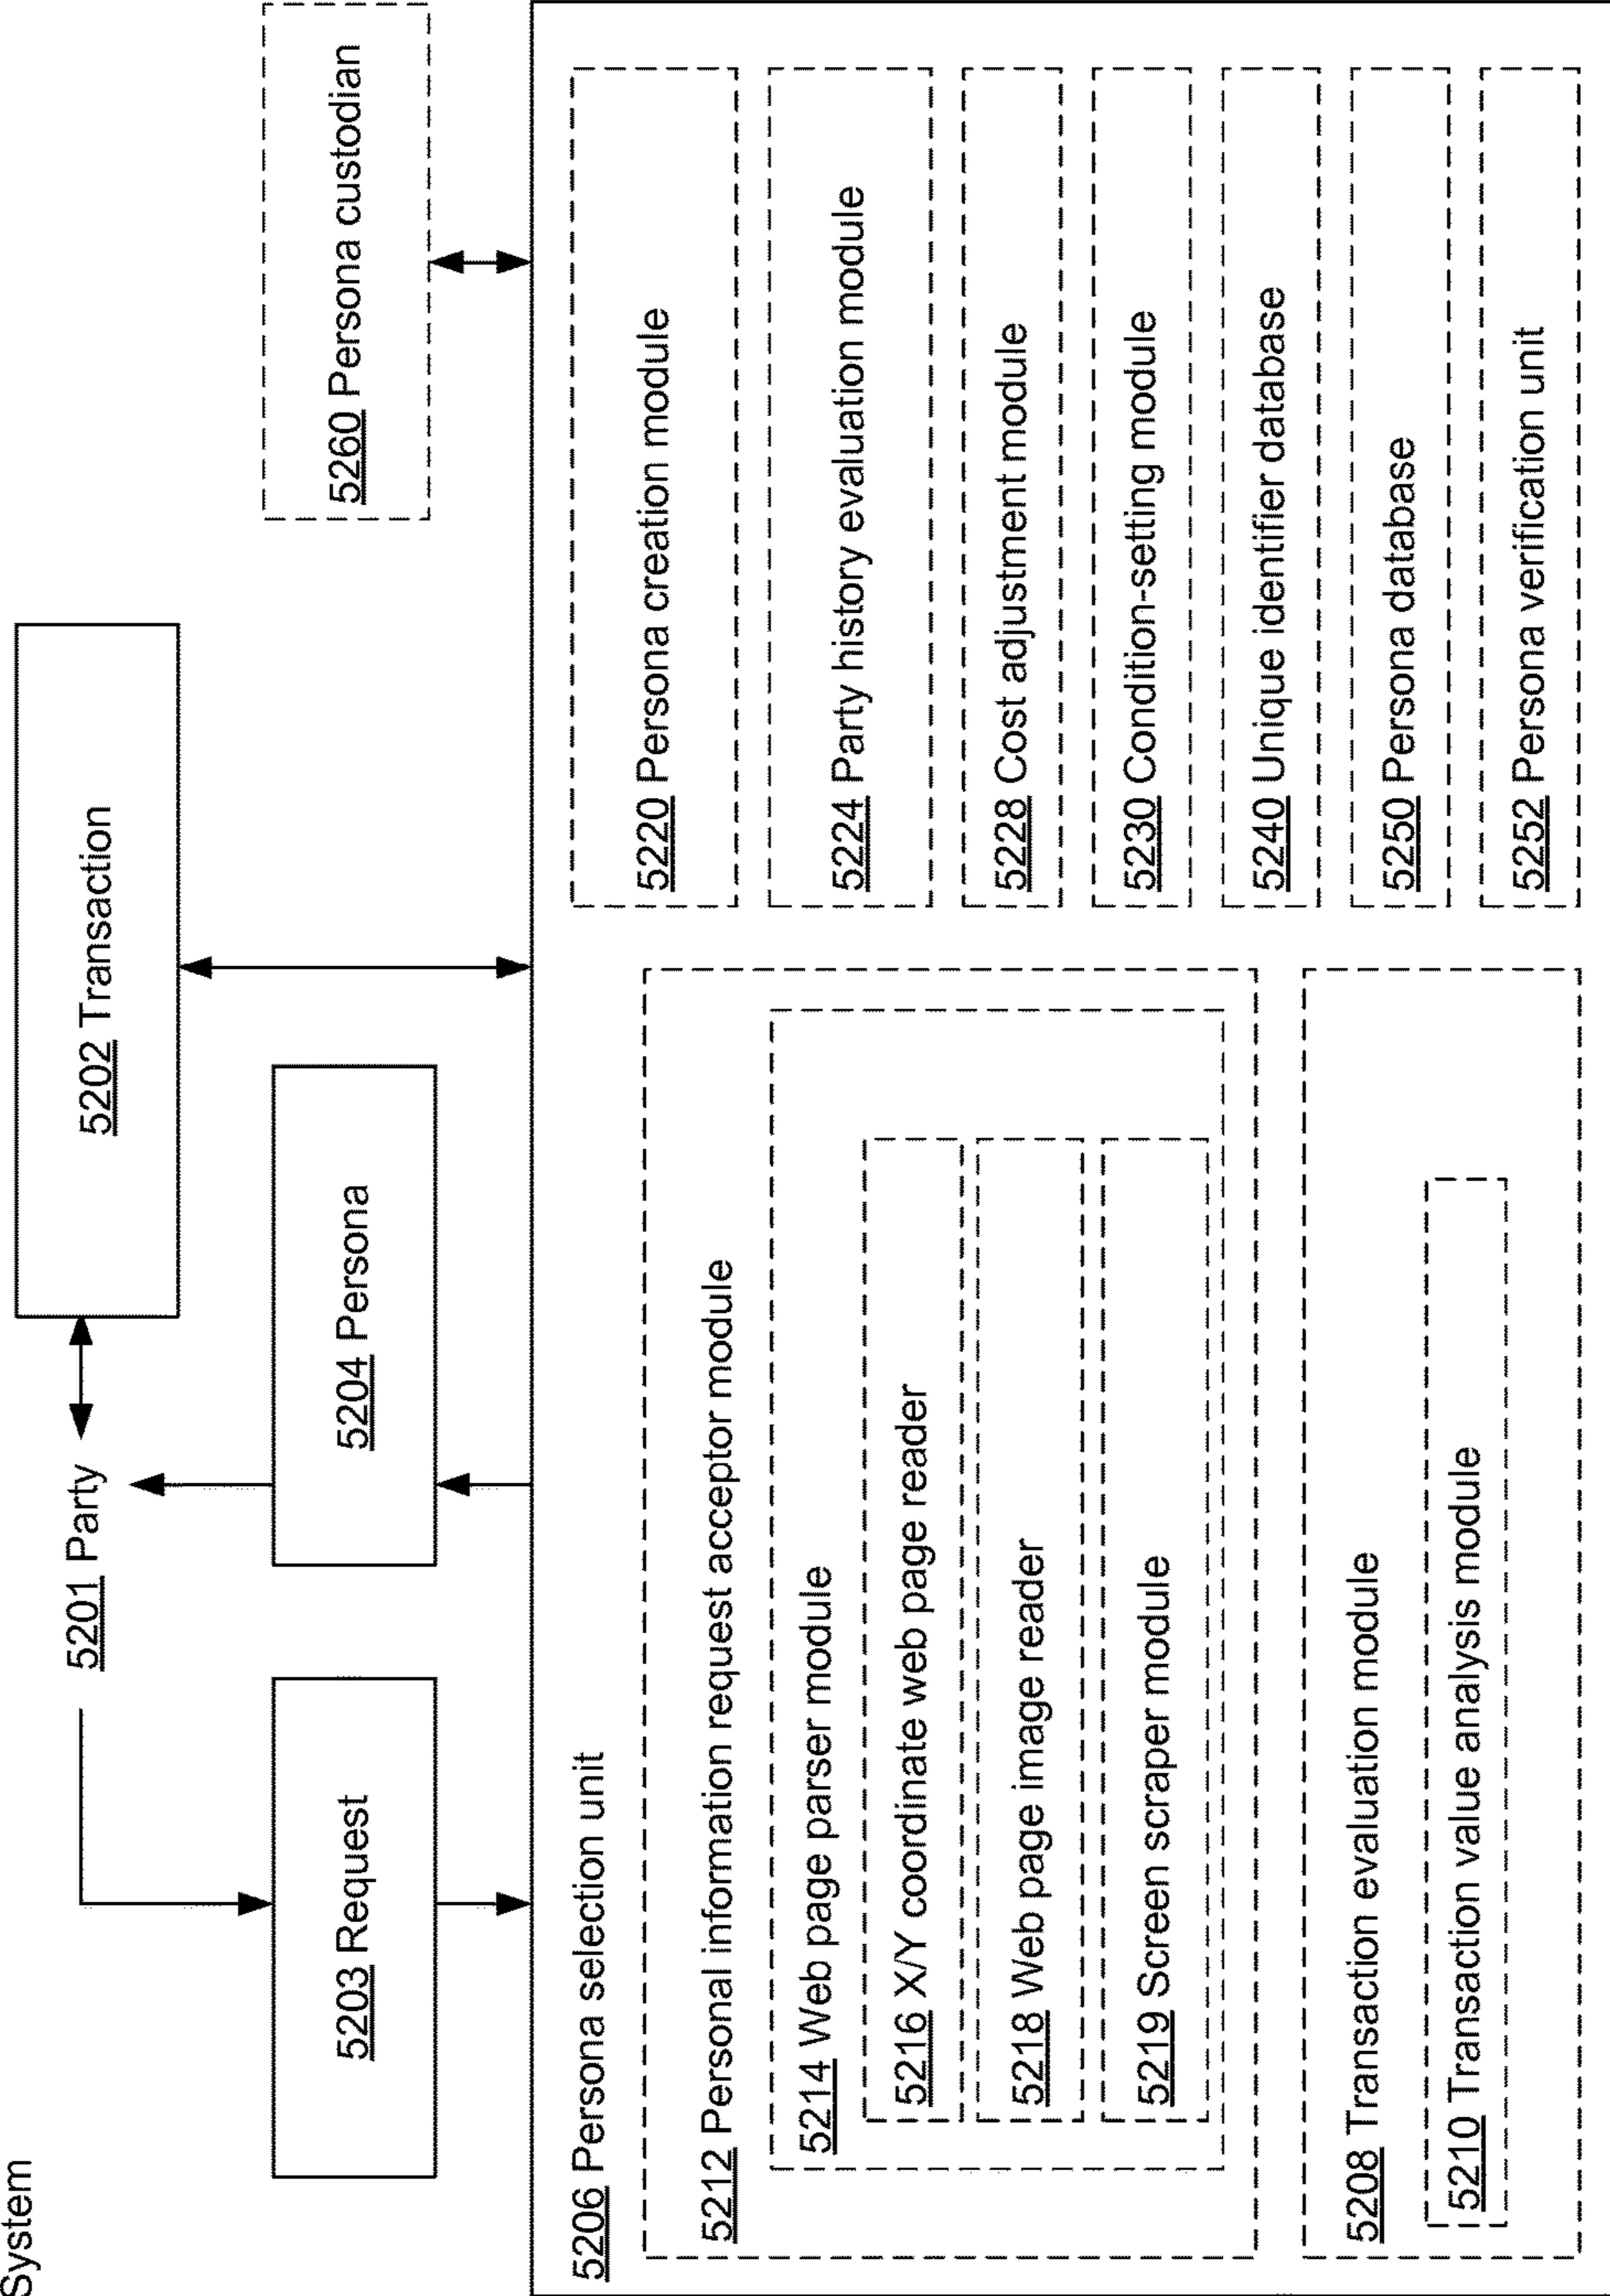 System
5201 Party
5202 Transaction
5203 Request
5204 Persona
5260 Persona custodian
5206 Persona selection unit
5212 Personal information request acceptor module
5214 Web page parser module
5216 X/Y coordinate web page reader
5218 Web page image reader
5219 Screen scraper module
5208 Transaction evaluation module
5210 Transaction value analysis module
5220 Persona creation module
5224 Party history evaluation module
5228 Cost adjustment module
5230 Condition-setting module
5240 Unique identifier database
5250 Persona database
5252 Persona verification unit